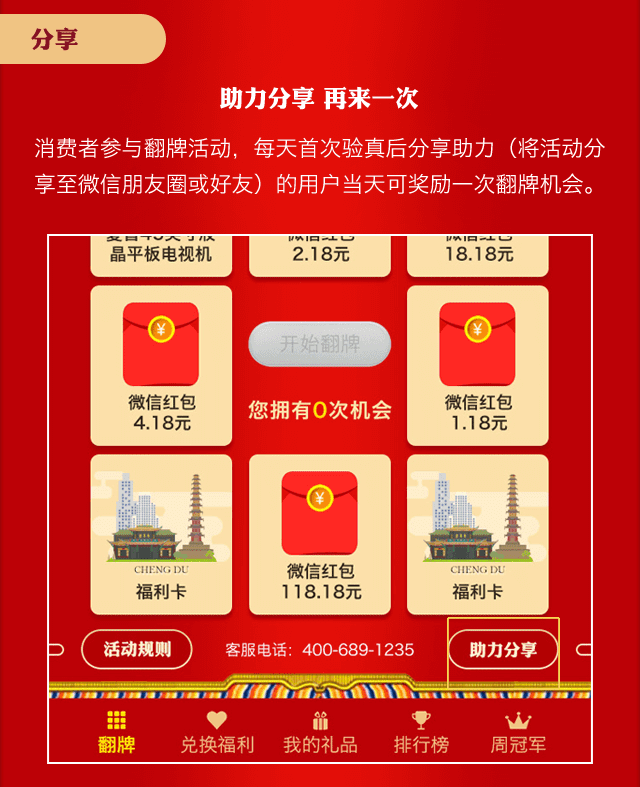 分享
助力分享 再来一次
消费者参与翻牌活动，每天首次验真后分享助力（将活动分
享至微信朋友圈或好友）的用户当天可奖励一次翻牌机会。
晶平板电视机
2.18元
18.18元
开始翻牌
微信红包
4.18元
您拥有0次机会
微信红包
1.18元
CHENG DU
福利卡
微信红包
118.18元
CHENG DU
福利卡
活动规则
客服电话：400-689-1235
助力分享
翻牌
兑换福利
我的礼品
排行榜
周冠军